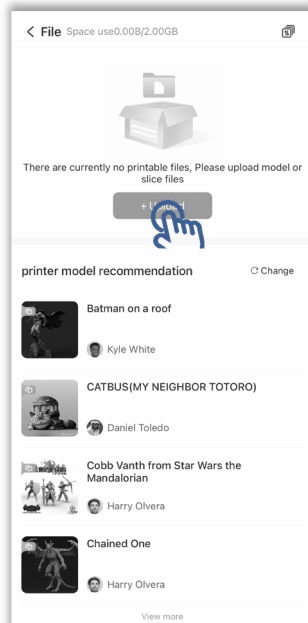 File Space use0.00B/2.00GB
There are currently no printable files, Please upload model or
slice files
+ Upload
printer model recommendation
Change
Batman on a roof
Kyle White
CATBUS(MY NEIGHBOR TOTORO)
Daniel Toledo
Cobb Vanth from Star Wars the
Mandalorian
Harry Olvera
Chained One
Harry Olvera
View more